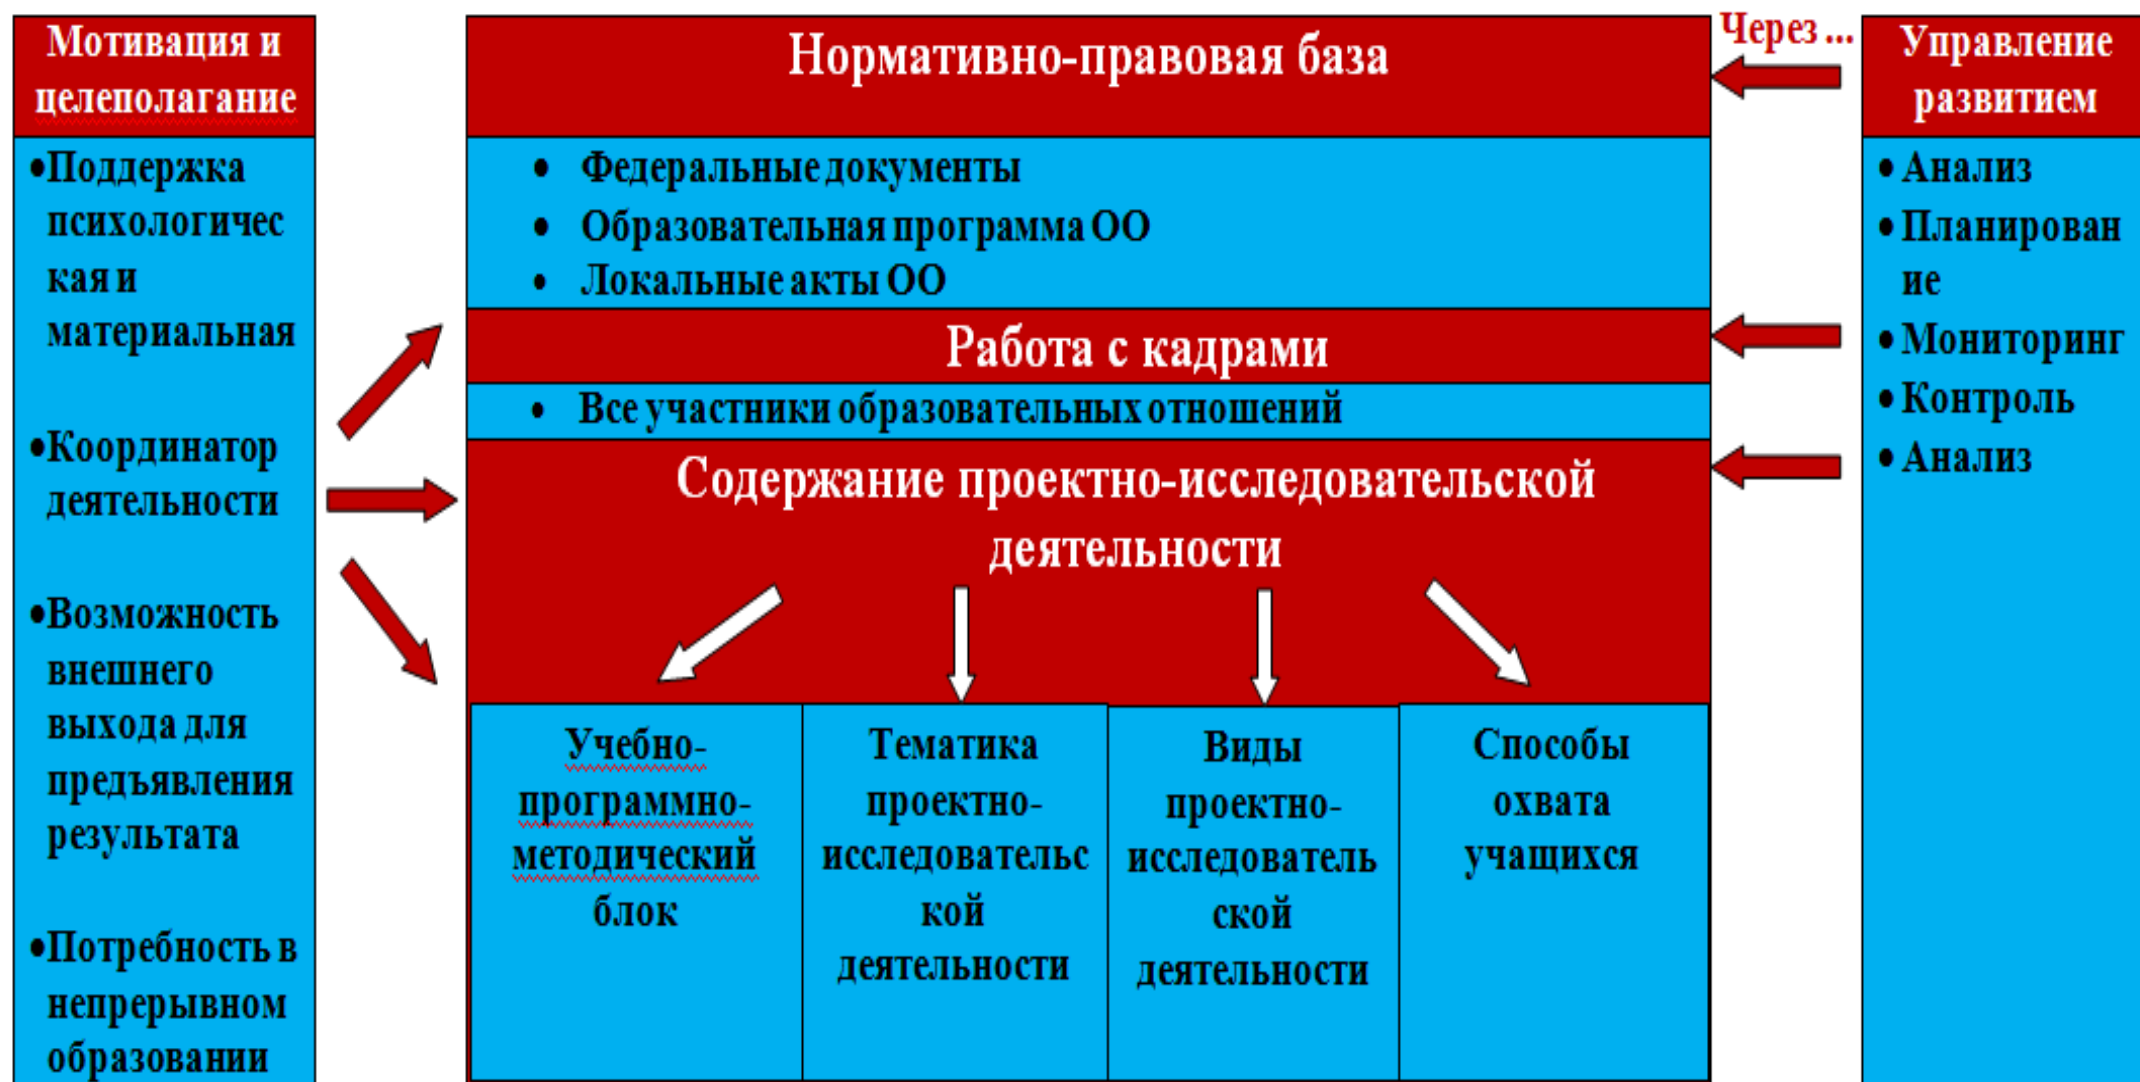 Мотивация и
целеполагание
•Поддержка
психологичес
кая и
материальная
•Координатор
деятельности
•Возможность
внешнего
выхода для
предъявления
результата
•Потребность в
непрерывном
образовании
Нормативно-правовая база
• Федеральные документы
• Образовательная программа ОО
• Локальные акты ОО
Работа с кадрами
• Все участники образовательных отношений
Содержание проектно-исследовательской
деятельности
Учебно-
программно-
методический
блок
Тематика
проектно-
исследовательс
кой
деятельности
Виды
проектно-
исследователь
ской
деятельности
Способы
охвата
учащихся
Через ...
Управление
развитием
• Анализ
• Планирован
ие
• Мониторинг
• Контроль
• Анализ